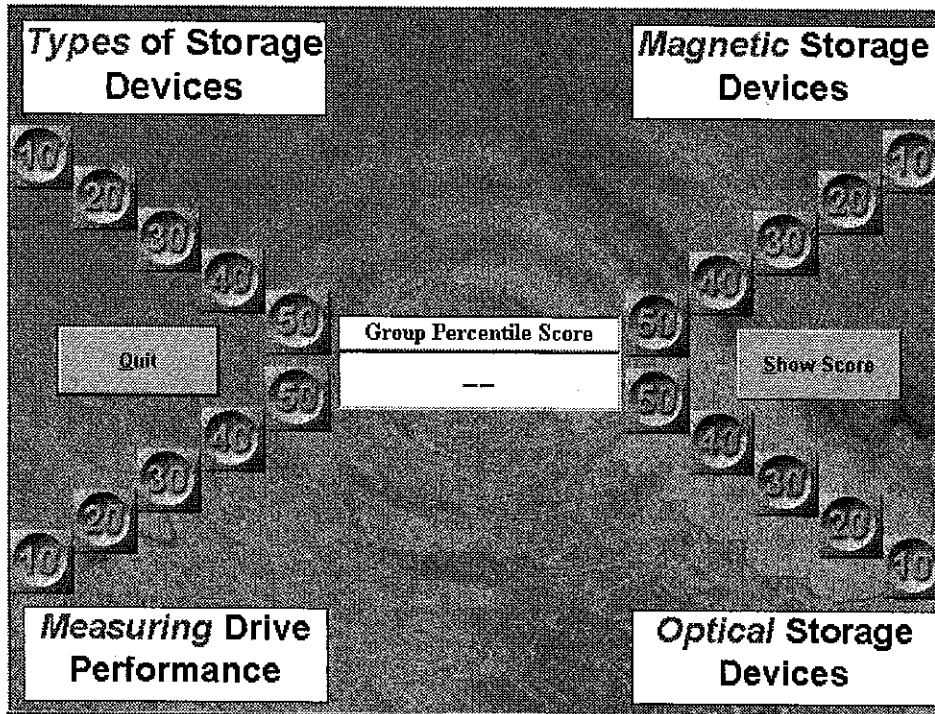 Types of Storage
Devices
Magnetic Storage
Devices
10
20
30
40
50
10
20
30
40
50
Quit
Group Percentile Score
--
Show Score
50
40
30
20
10
50
40
30
20
10
Measuring Drive
Performance
Optical Storage
Devices